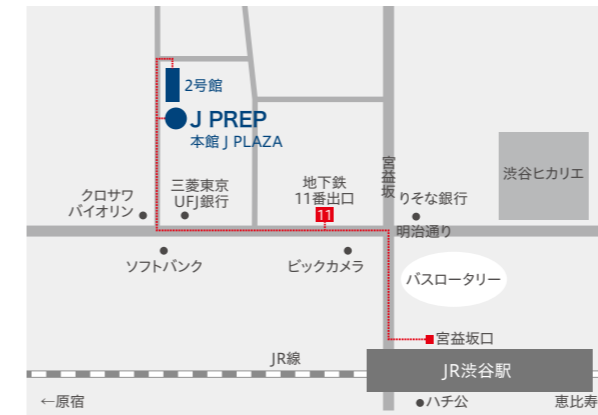 2号館
J PREP
本館 J PLAZA
クロサワ
バイオリン
三菱東京
UFJ銀行
地下鉄
11番出口
11
宮益坂
りそな銀行
渋谷ヒカリエ
明治通り
ソフトバンク
ビックカメラ
バスロータリー
宮益坂口
JR線
JR渋谷駅
←原宿
ハチ公
恵比寿